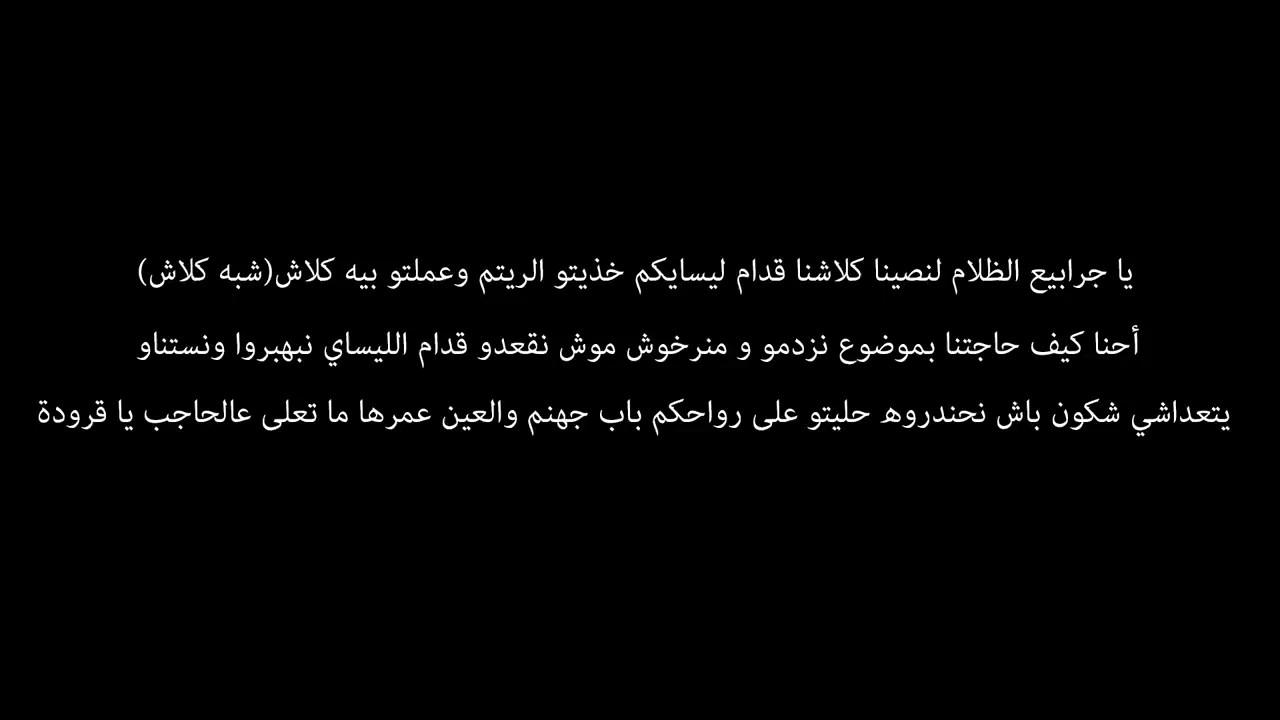 يا جرابيع الظلام لنصينا كلاشنا قدام ليسايكم خذيتو الريتم وعملتو بيه كلاش(شبه كلاش)
أحنا كيف حاجتنا بموضوع نزدمو و منرخوش موش نقعدو قدام الليساي نبهبروا ونستناو
يتعداشي شكون باش نحندروه حليتو على رواحكم باب جهنم والعين عمرها ما تعلى عالحاجب يا قرودة